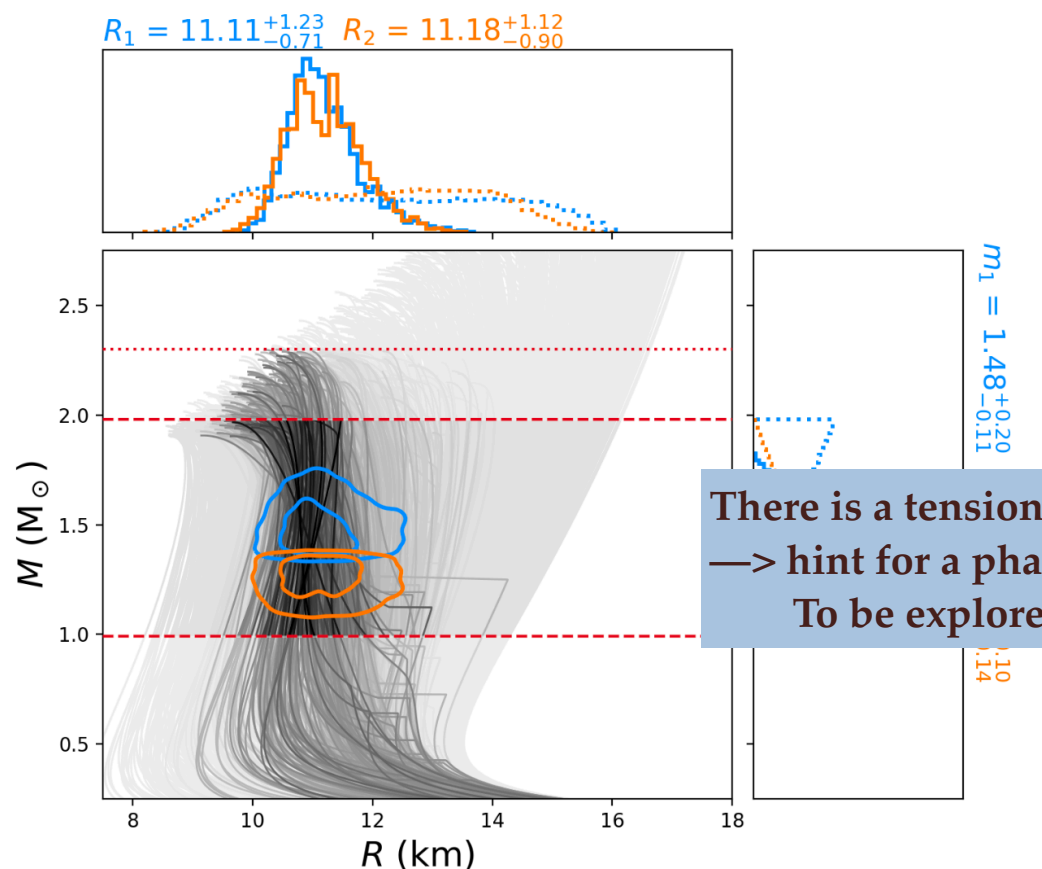 R₁ = 11.11⁺¹·²³₋₀.₇₁ R₂ = 11.18⁺¹·¹²₋₀.₉₀
2.5
2.0
1.5
1.0
0.5
M (M⊙)
8 10 12 14 16 18
R (km)
m₁ = 1.48⁺⁰·²⁰₋₀.₁₁
There is a tension
—> hint for a pha
To be explore
.10
.14